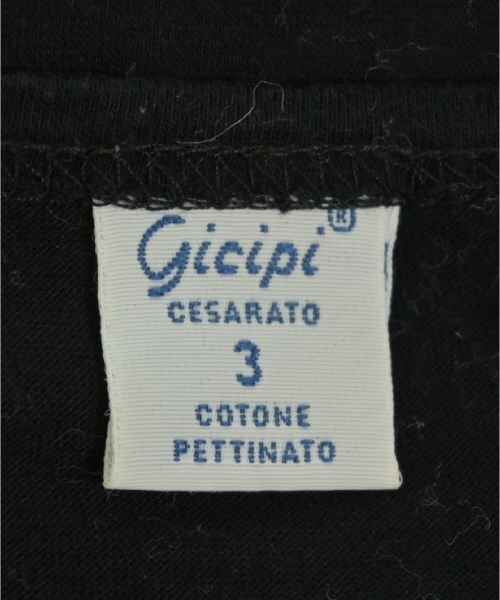 Gicipi®
CESARATO
3
COTONE
PETTINATO